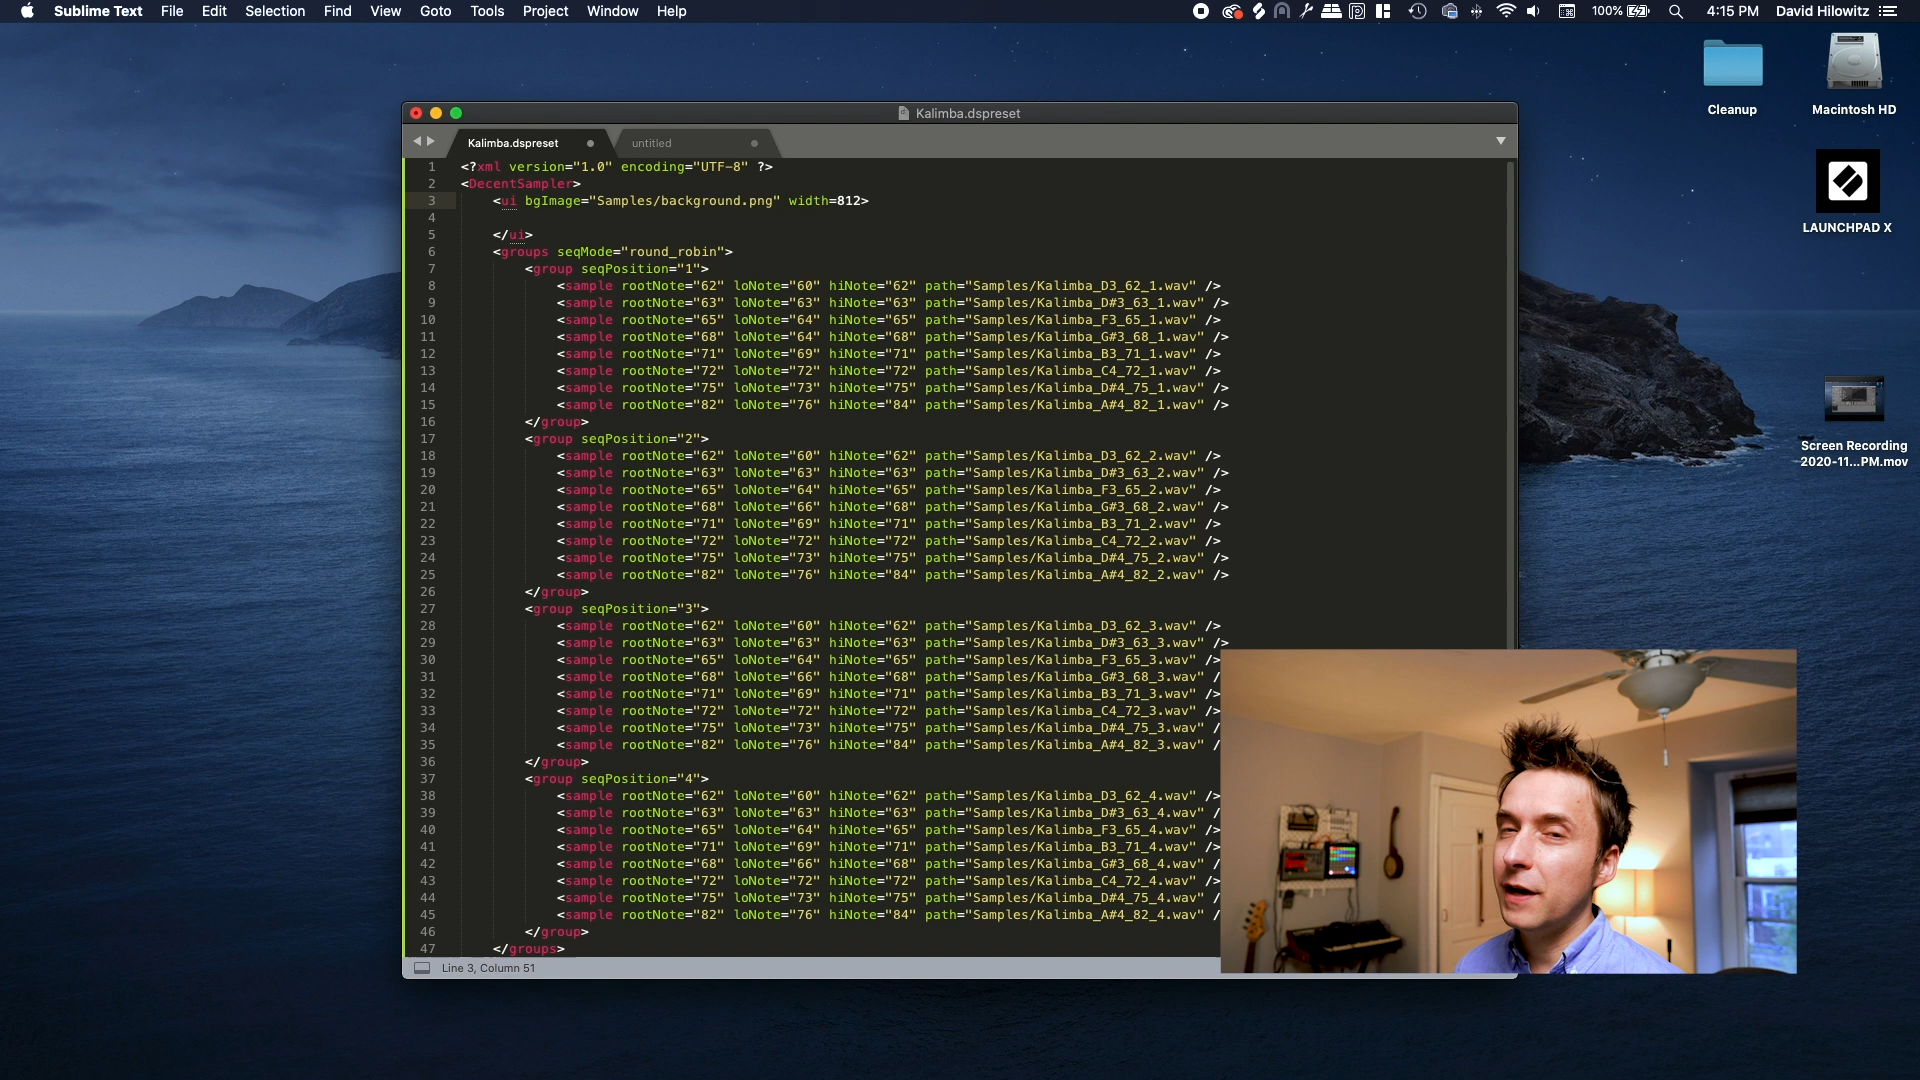 Sublime Text File Edit Selection Find View Goto Tools Project Window Help 100% 4:15 PM David Hilowitz
Cleanup
Macintosh HD
LAUNCHPAD X
Screen Recording
2020-11...PM.mov
Kalimba.dspreset
Kalimba.dspreset untitled
1 <?xml version="1.0" encoding="UTF-8" ?>
2 <DecentSampler>
3 <ui bgImage="Samples/background.png" width=812>
4
5 </ui>
6 <groups seqMode="round_robin">
7 <group seqPosition="1">
8 <sample rootNote="62" loNote="60" hiNote="62" path="Samples/Kalimba_D3_62_1.wav" />
9 <sample rootNote="63" loNote="63" hiNote="63" path="Samples/Kalimba_D#3_63_1.wav" />
10 <sample rootNote="65" loNote="64" hiNote="65" path="Samples/Kalimba_F3_65_1.wav" />
11 <sample rootNote="68" loNote="64" hiNote="68" path="Samples/Kalimba_G#3_68_1.wav" />
12 <sample rootNote="71" loNote="69" hiNote="71" path="Samples/Kalimba_B3_71_1.wav" />
13 <sample rootNote="72" loNote="72" hiNote="72" path="Samples/Kalimba_C4_72_1.wav" />
14 <sample rootNote="75" loNote="73" hiNote="75" path="Samples/Kalimba_D#4_75_1.wav" />
15 <sample rootNote="82" loNote="76" hiNote="84" path="Samples/Kalimba_A#4_82_1.wav" />
16 </group>
17 <group seqPosition="2">
18 <sample rootNote="62" loNote="60" hiNote="62" path="Samples/Kalimba_D3_62_2.wav" />
19 <sample rootNote="63" loNote="63" hiNote="63" path="Samples/Kalimba_D#3_63_2.wav" />
20 <sample rootNote="65" loNote="64" hiNote="65" path="Samples/Kalimba_F3_65_2.wav" />
21 <sample rootNote="68" loNote="66" hiNote="68" path="Samples/Kalimba_G#3_68_2.wav" />
22 <sample rootNote="71" loNote="69" hiNote="71" path="Samples/Kalimba_B3_71_2.wav" />
23 <sample rootNote="72" loNote="72" hiNote="72" path="Samples/Kalimba_C4_72_2.wav" />
24 <sample rootNote="75" loNote="73" hiNote="75" path="Samples/Kalimba_D#4_75_2.wav" />
25 <sample rootNote="82" loNote="76" hiNote="84" path="Samples/Kalimba_A#4_82_2.wav" />
26 </group>
27 <group seqPosition="3">
28 <sample rootNote="62" loNote="60" hiNote="62" path="Samples/Kalimba_D3_62_3.wav" />
29 <sample rootNote="63" loNote="63" hiNote="63" path="Samples/Kalimba_D#3_63_3.wav" />
30 <sample rootNote="65" loNote="64" hiNote="65" path="Samples/Kalimba_F3_65_3.wav" />
31 <sample rootNote="68" loNote="66" hiNote="68" path="Samples/Kalimba_G#3_68_3.wav" /
32 <sample rootNote="71" loNote="69" hiNote="71" path="Samples/Kalimba_B3_71_3.wav" />
33 <sample rootNote="72" loNote="72" hiNote="72" path="Samples/Kalimba_C4_72_3.wav" />
34 <sample rootNote="75" loNote="73" hiNote="75" path="Samples/Kalimba_D#4_75_3.wav" /
35 <sample rootNote="82" loNote="76" hiNote="84" path="Samples/Kalimba_A#4_82_3.wav" /
36 </group>
37 <group seqPosition="4">
38 <sample rootNote="62" loNote="60" hiNote="62" path="Samples/Kalimba_D3_62_4.wav" />
39 <sample rootNote="63" loNote="63" hiNote="63" path="Samples/Kalimba_D#3_63_4.wav" /
40 <sample rootNote="65" loNote="64" hiNote="65" path="Samples/Kalimba_F3_65_4.wav" />
41 <sample rootNote="71" loNote="69" hiNote="71" path="Samples/Kalimba_B3_71_4.wav" />
42 <sample rootNote="68" loNote="66" hiNote="68" path="Samples/Kalimba_G#3_68_4.wav" /
43 <sample rootNote="72" loNote="72" hiNote="72" path="Samples/Kalimba_C4_72_4.wav" />
44 <sample rootNote="75" loNote="73" hiNote="75" path="Samples/Kalimba_D#4_75_4.wav" /
45 <sample rootNote="82" loNote="76" hiNote="84" path="Samples/Kalimba_A#4_82_4.wav" /
46 </group>
47 </groups>
Line 3, Column 51